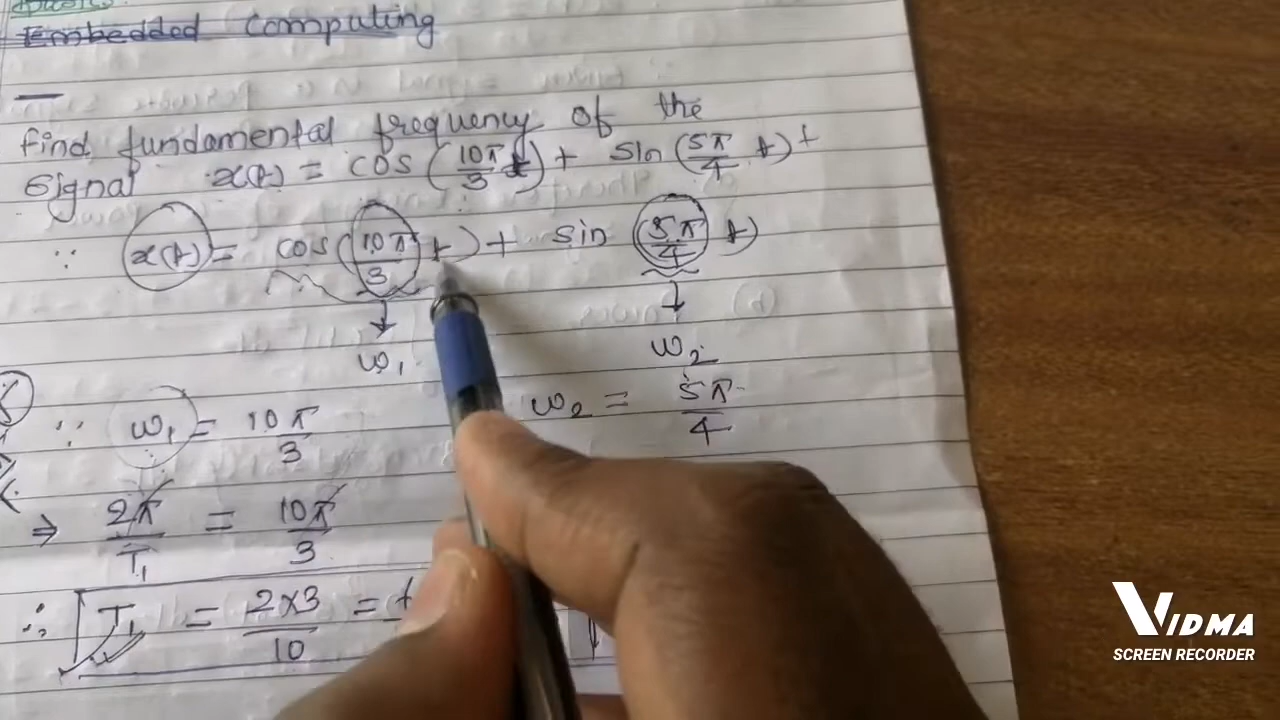 Embedded Computing
find fundamental frequency of the
signal x(t) = cos(10π/3 t) + sin(5π/4 t)
∵ x(t) = cos(10π/3 t) + sin(5π/4 t)
ω₁
ω₂
∵ ω₁ = 10π/3
ω₂ = 5π/4
⇒ 2π/T₁ = 10π/3
∴ T₁ = 2×3/10 =
VIDMA
SCREEN RECORDER